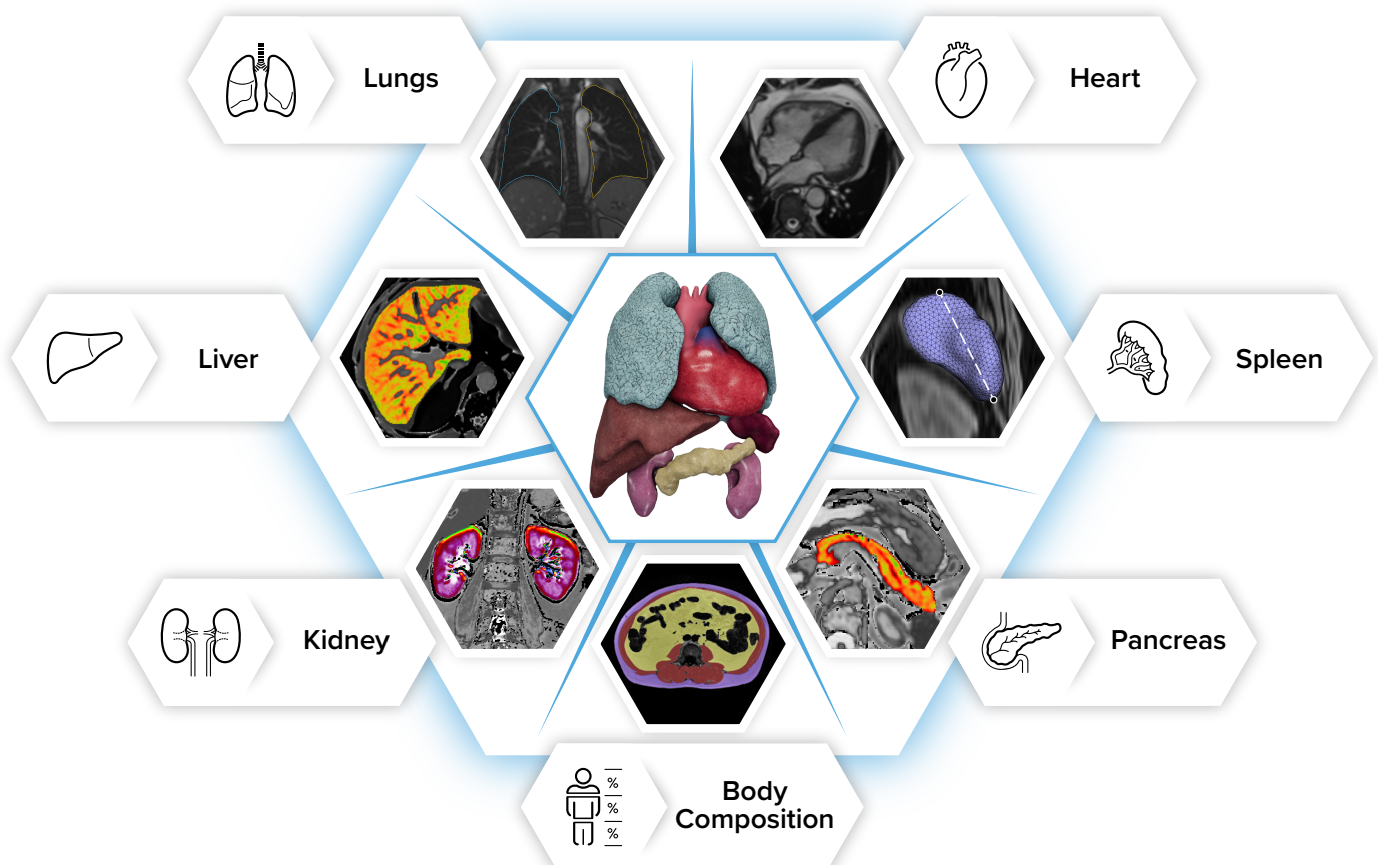 Lungs
Heart
Liver
Spleen
Kidney
Pancreas
Body
Composition
%
%
%